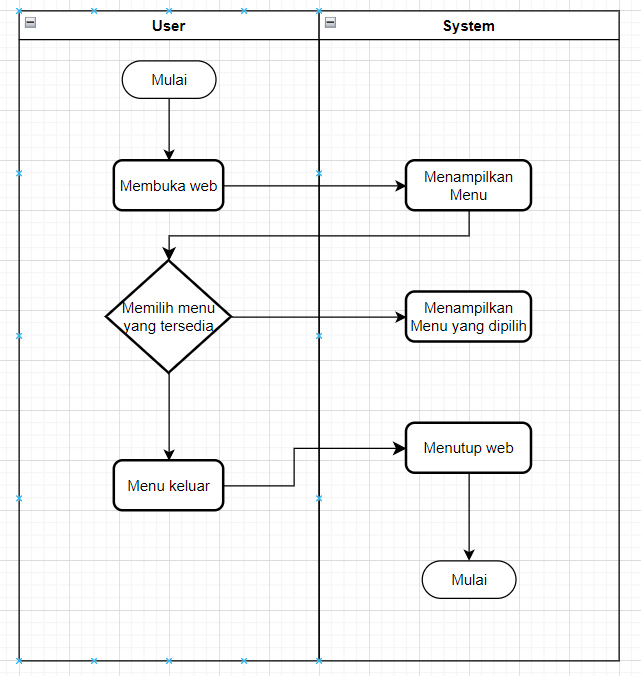 User
System
Mulai
Membuka web
Menampilkan
Menu
Memilih menu
yang tersedia
Menampilkan
Menu yang dipilih
Menu keluar
Menutup web
Mulai